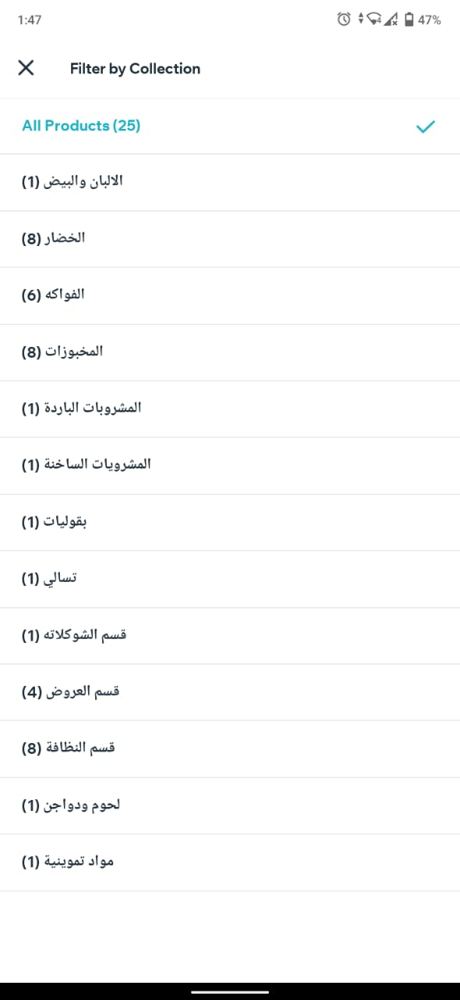 1:47
47%
Filter by Collection
All Products (25)
الالبان والبيض (1)
الخضار (8)
الفواكه (6)
المخبوزات (8)
المشروبات الباردة (1)
المشرويات الساخنة (1)
بقوليات (1)
تسالي (1)
قسم الشوكلاته (1)
قسم العروض (4)
قسم النظافة (8)
لحوم ودواجن (1)
مواد تموينية (1)